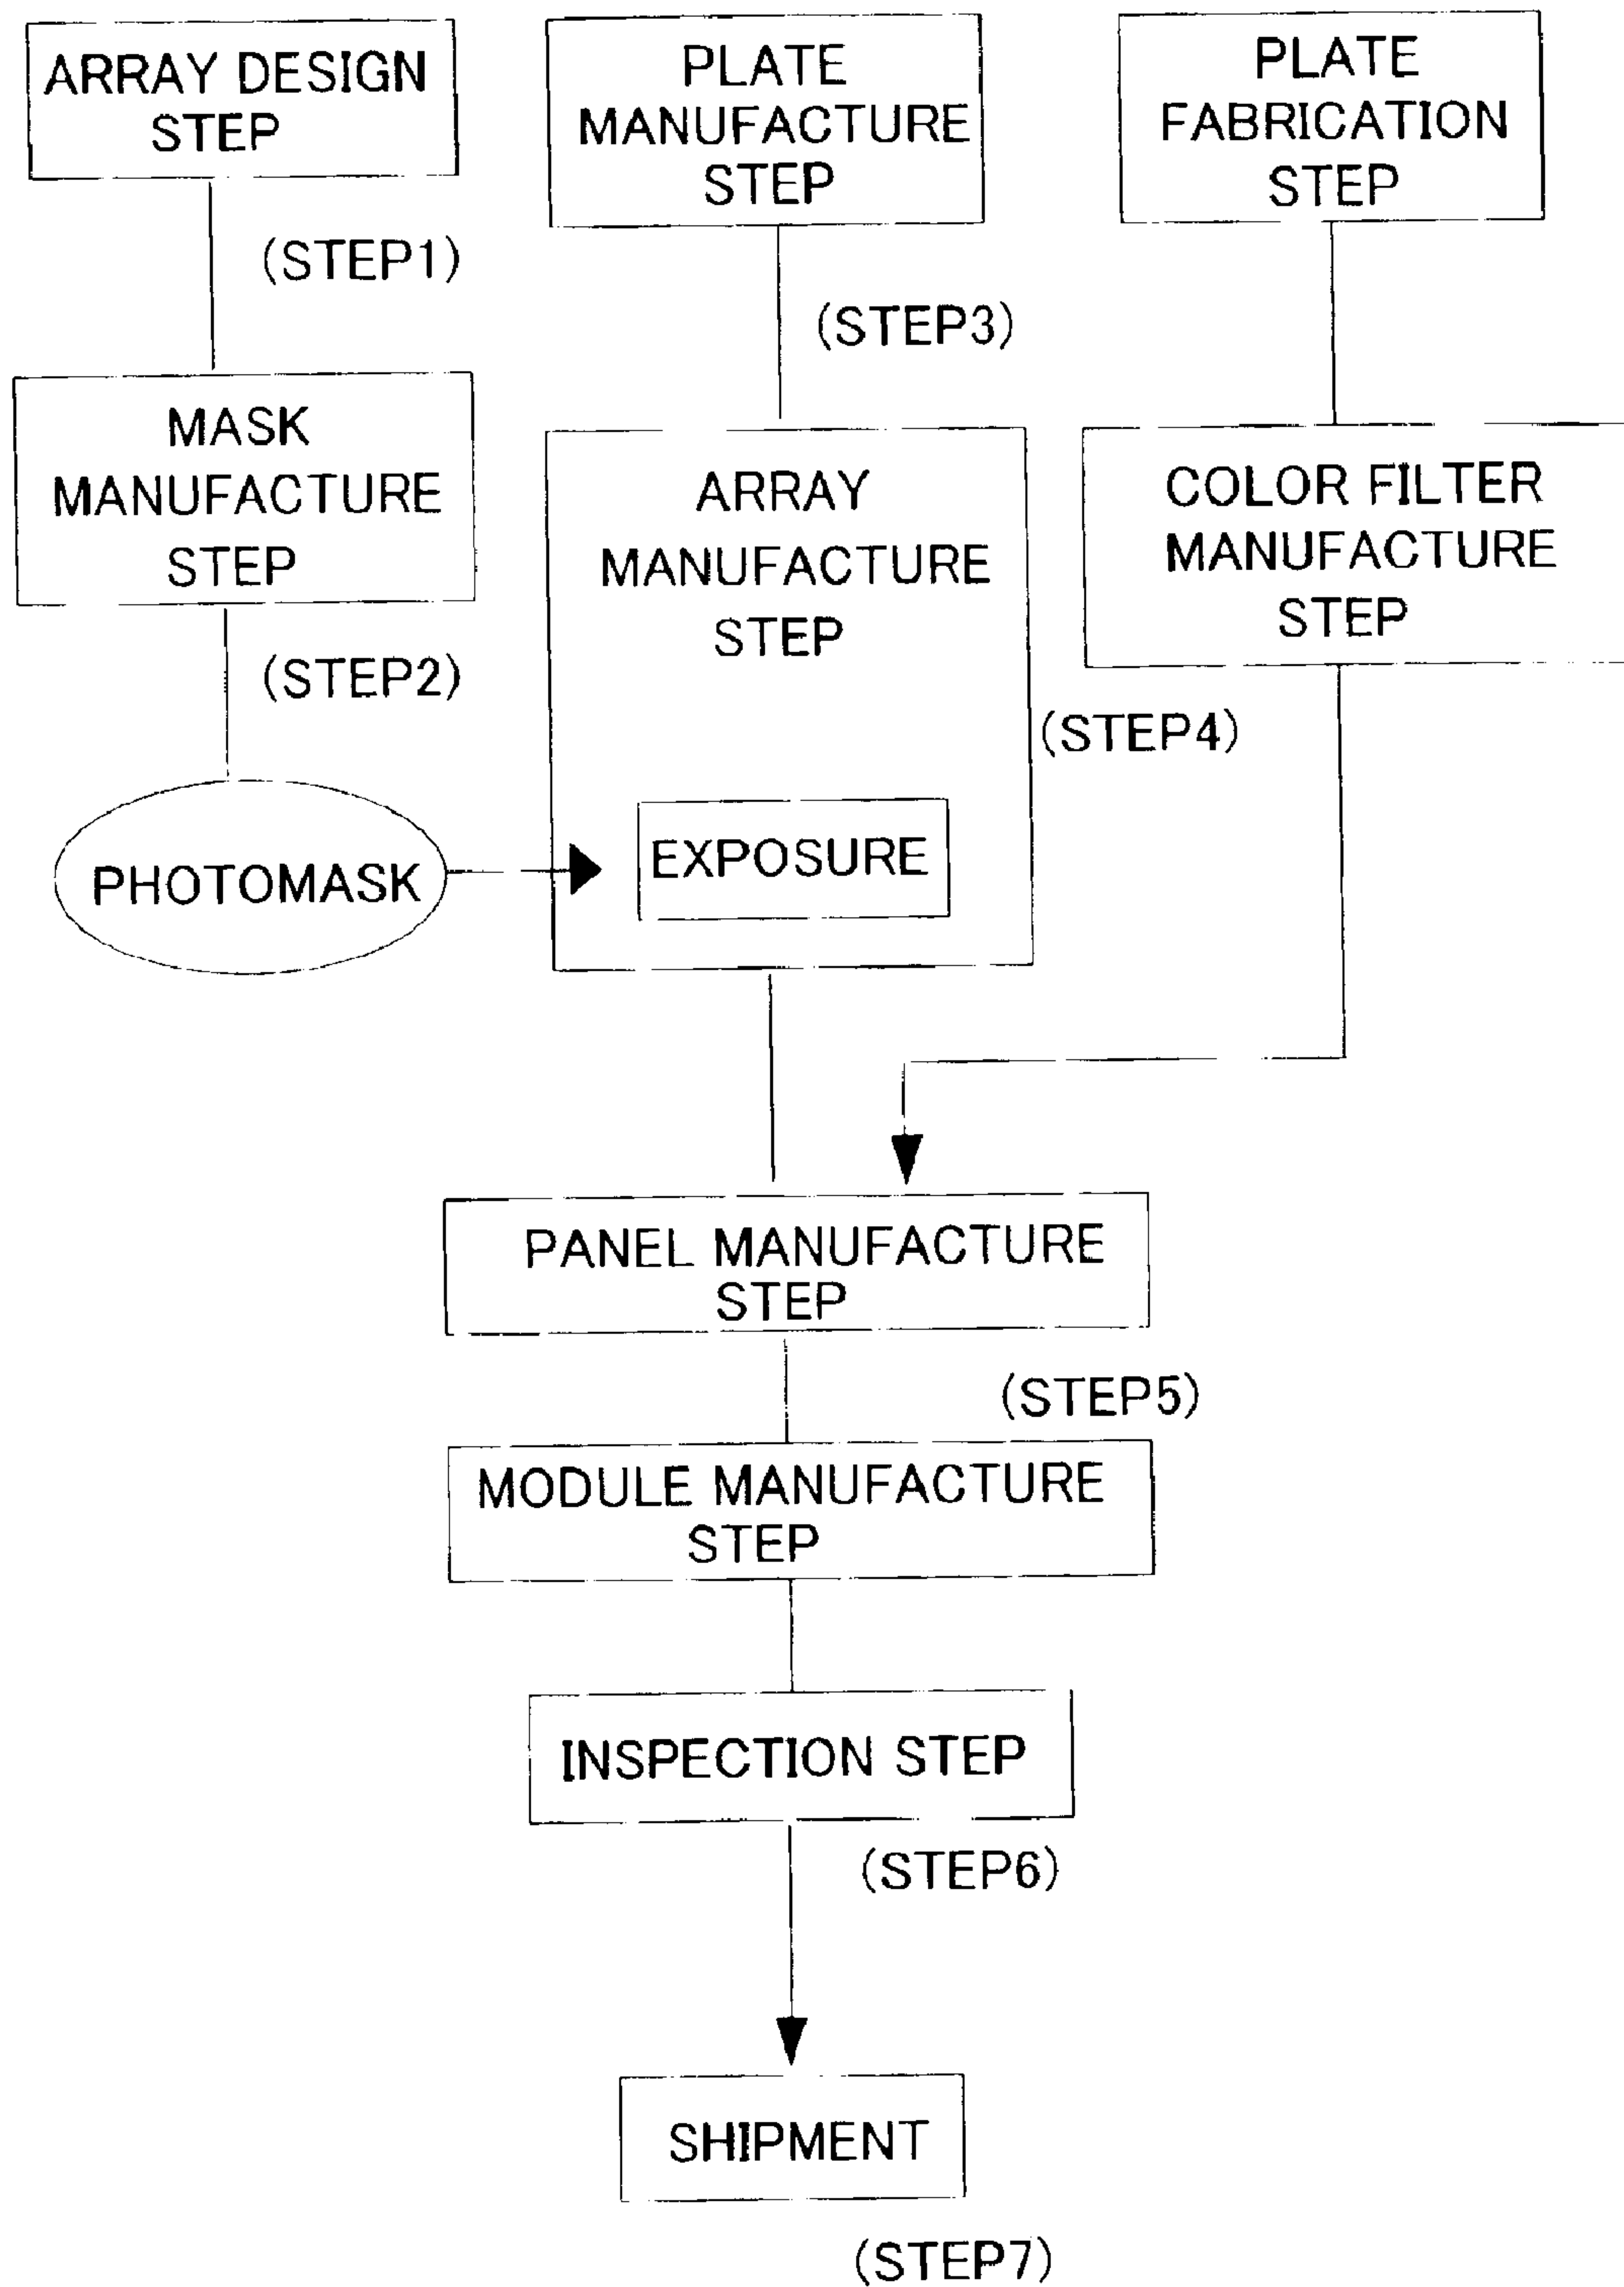 ARRAY DESIGN
STEP
(STEP1)
MASK
MANUFACTURE
STEP
(STEP2)
PHOTOMASK
PLATE
MANUFACTURE
STEP
(STEP3)
ARRAY
MANUFACTURE
STEP
(STEP4)
EXPOSURE
PLATE
FABRICATION
STEP
COLOR FILTER
MANUFACTURE
STEP
PANEL MANUFACTURE
STEP
(STEP5)
MODULE MANUFACTURE
STEP
INSPECTION STEP
(STEP6)
SHIPMENT
(STEP7)